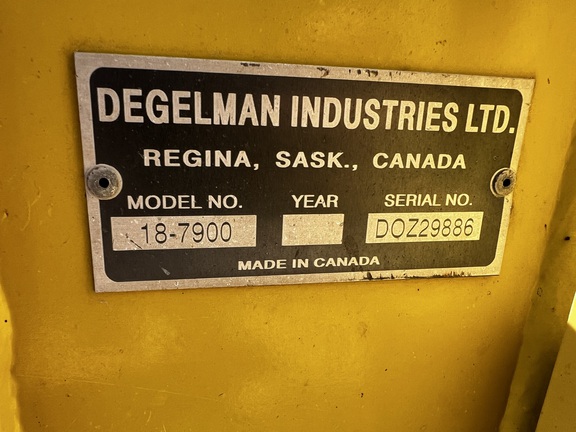 DEGELMAN INDUSTRIES LTD.
REGINA, SASK., CANADA
MODEL NO. YEAR SERIAL NO.
18-7900 DOZ29886
MADE IN CANADA